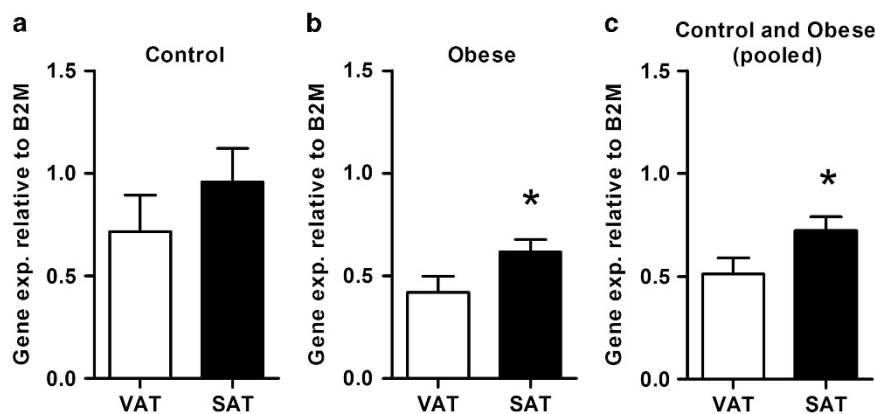 a
Control
Gene exp. relative to B2M
1.5
1.0
0.5
0.0
VAT SAT
b
Obese
Gene exp. relative to B2M
1.5
1.0
0.5
0.0
*
VAT SAT
c
Control and Obese
(pooled)
Gene exp. relative to B2M
1.5
1.0
0.5
0.0
*
VAT SAT